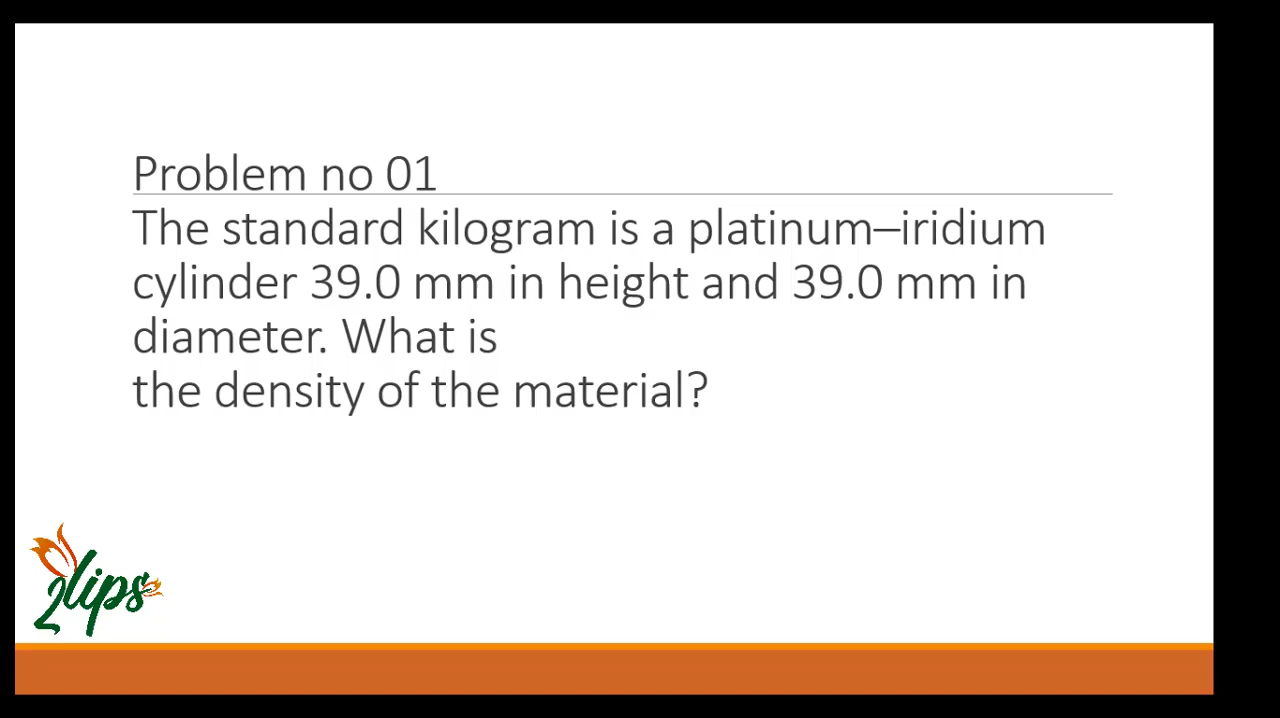 Problem no 01
The standard kilogram is a platinum–iridium
cylinder 39.0 mm in height and 39.0 mm in
diameter. What is
the density of the material?
2lips